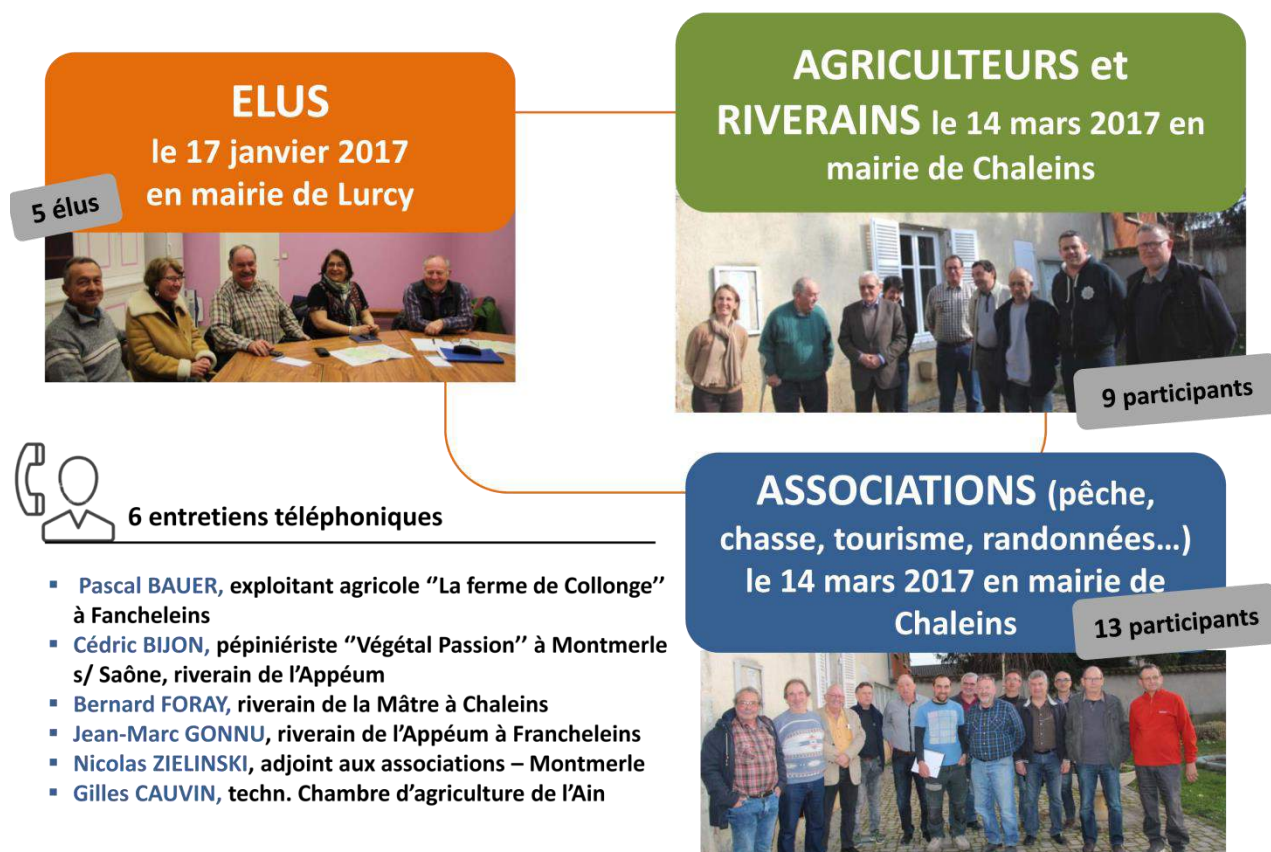 ELUS
le 17 janvier 2017
en mairie de Lurcy
5 élus
AGRICULTEURS et
RIVERAINS le 14 mars 2017 en
mairie de Chaleins
9 participants
6 entretiens téléphoniques
▪ Pascal BAUER, exploitant agricole ‘’La ferme de Collonge’’
à Fancheleins
▪ Cédric BIJON, pépiniériste ‘’Végétal Passion’’ à Montmerle
s/ Saône, riverain de l’Appéum
▪ Bernard FORAY, riverain de la Mâtre à Chaleins
▪ Jean-Marc GONNU, riverain de l’Appéum à Francheleins
▪ Nicolas ZIELINSKI, adjoint aux associations – Montmerle
▪ Gilles CAUVIN, techn. Chambre d’agriculture de l’Ain
ASSOCIATIONS (pêche,
chasse, tourisme, randonnées…)
le 14 mars 2017 en mairie de
Chaleins
13 participants